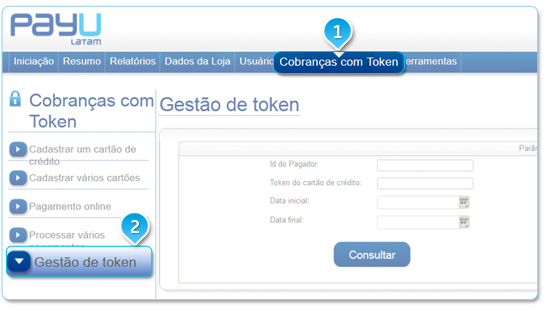 PayU
LATAM
1
Iniciação Resumo Relatórios Dados da Loja Usuário Cobranças com Token erramentas
Cobranças com
Token
Gestão de token
Cadastrar um cartão de
crédito
Cadastrar vários cartões
Pagamento online
Processar vários
2
Gestão de token
Parâ
Id do Pagador:
Token do cartão de crédito:
Data inicial:
Data final:
Consultar